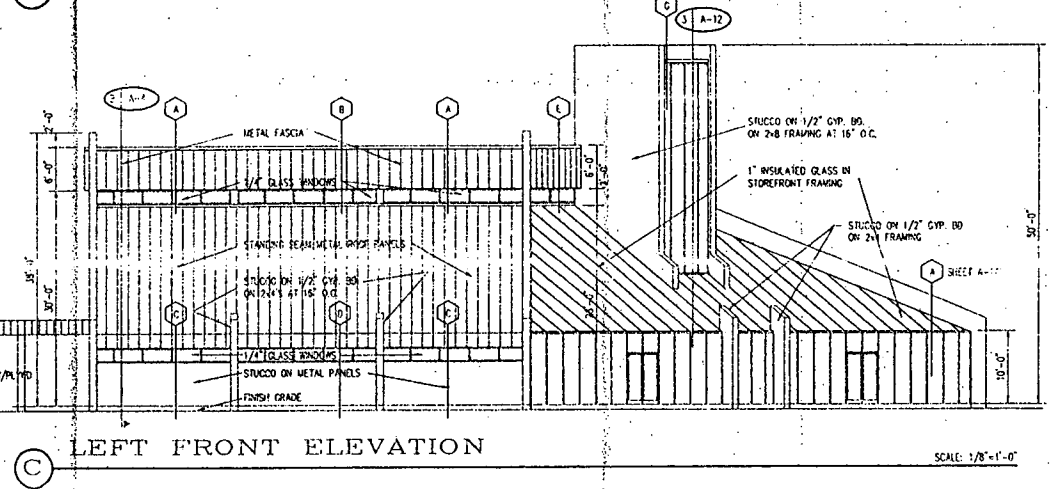 G
3 A-12
2
A
B
A
E
METAL FASCIA
2'-0"
6'-0"
6'-0"
STUCCO ON 1/2" GYP. BD.
ON 2x8 FRAMING AT 16" O.C.
1" INSULATED GLASS IN
STOREFRONT FRAMING
1/4" GLASS WINDOWS
STUCCO ON 1/2" GYP. BD
ON 2x4 FRAMING
50'-0"
STANDING SEAM METAL ROOF PANELS
A SHEET
STUCCO ON 1/2" GYP. BD.
ON 2x4'S AT 16" O.C.
30'-0"
C
D
C
1/4" GLASS WINDOWS
STUCCO ON METAL PANELS
10'-0"
FINISH GRADE
LEFT FRONT ELEVATION
C
SCALE: 1/8"=1'-0"